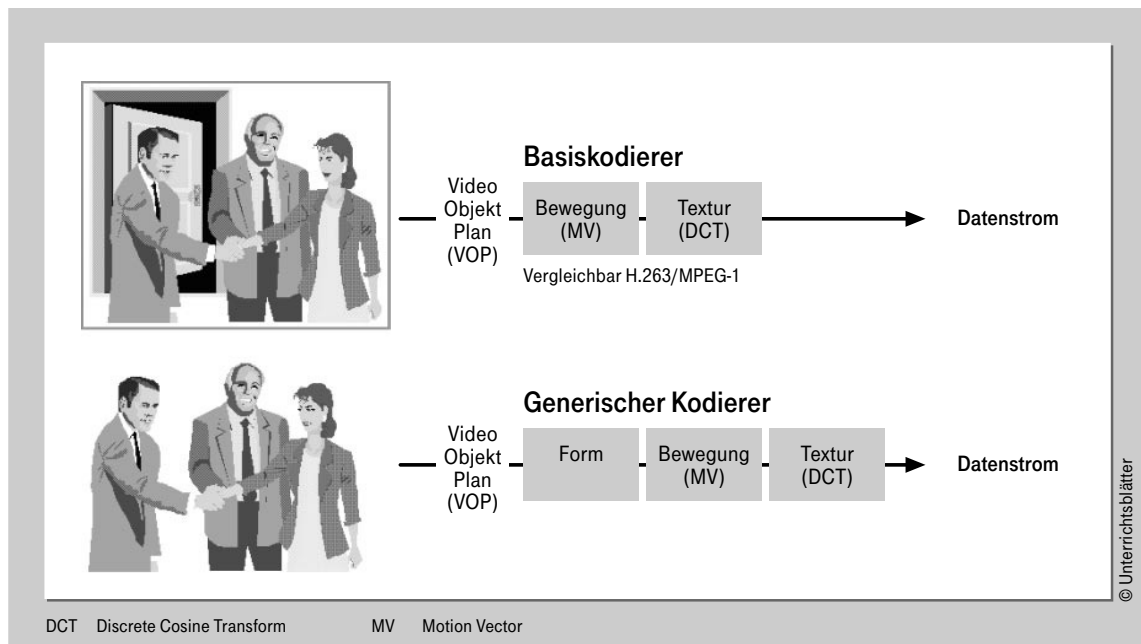 Basiskodierer
Video
Objekt
Plan
(VOP)
Bewegung
(MV)
Textur
(DCT)
Datenstrom
Vergleichbar H.263/MPEG-1
Generischer Kodierer
Video
Objekt
Plan
(VOP)
Form
Bewegung
(MV)
Textur
(DCT)
Datenstrom
© Unterrichtsblätter
DCT Discrete Cosine Transform MV Motion Vector